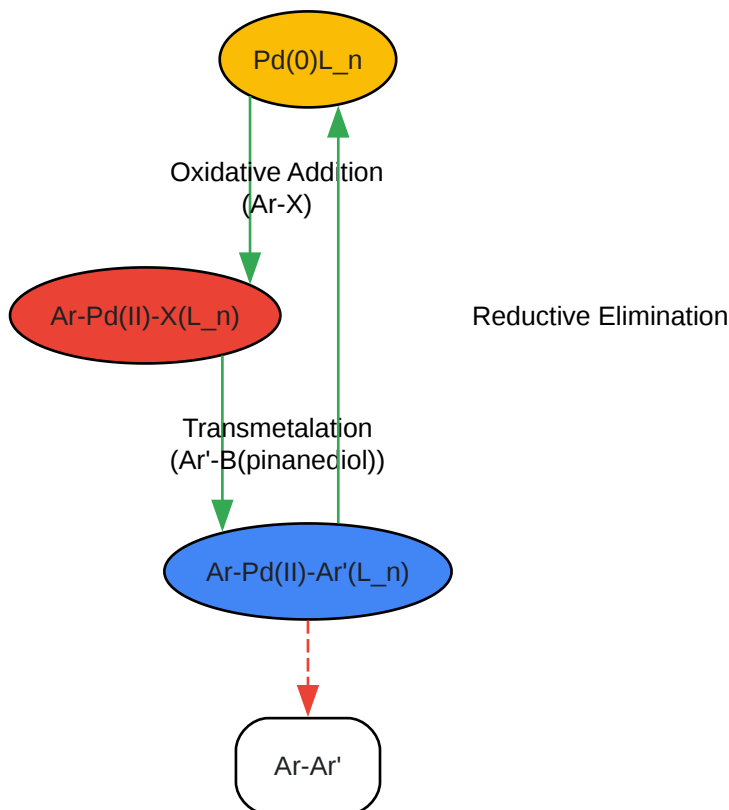 Pd(0)L_n
Oxidative Addition
(Ar-X)
Ar-Pd(II)-X(L_n)
Reductive Elimination
Transmetalation
(Ar'-B(pinanediol))
Ar-Pd(II)-Ar'(L_n)
Ar-Ar'